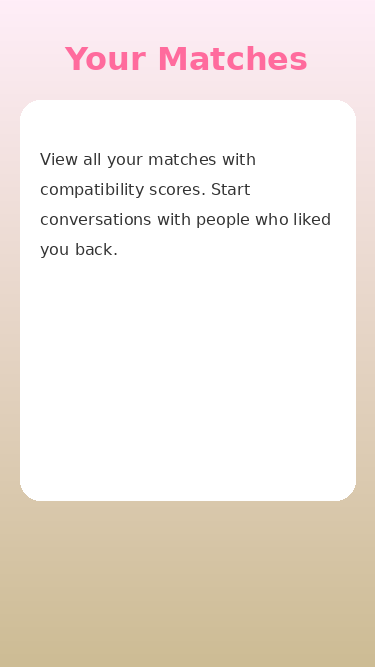 Your Matches
View all your matches with
compatibility scores. Start
conversations with people who liked
you back.